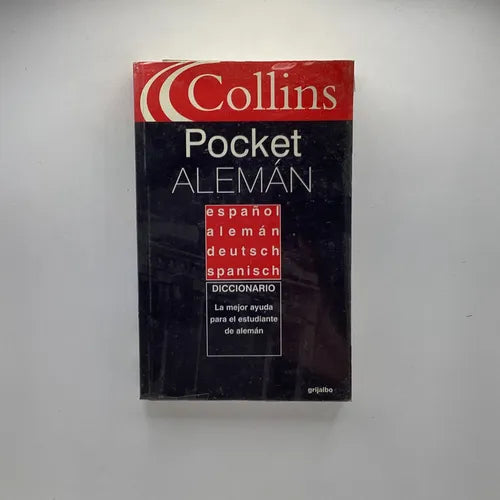 Collins
Pocket
ALEMÁN
español
alemán
deutsch
spanisch
DICCIONARIO
La mejor ayuda
para el estudiante
de alemán
grijalbo